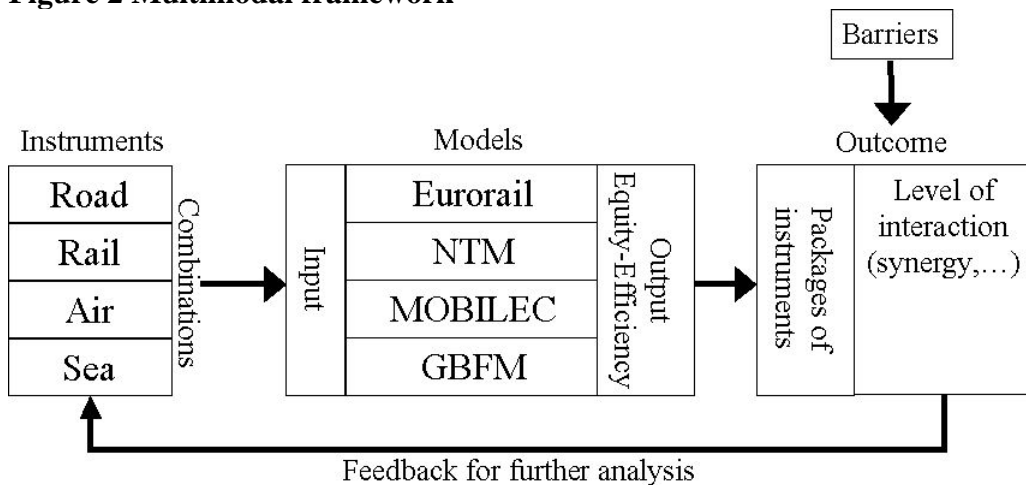 Figure 2 Multimodal framework
Barriers
Instruments
Models
Outcome
Road
Rail
Air
Sea
Combinations
Input
Eurorail
NTM
MOBILEC
GBFM
Output
Equity-Efficiency
Packages of
instruments
Level of
interaction
(synergy,...)
Feedback for further analysis